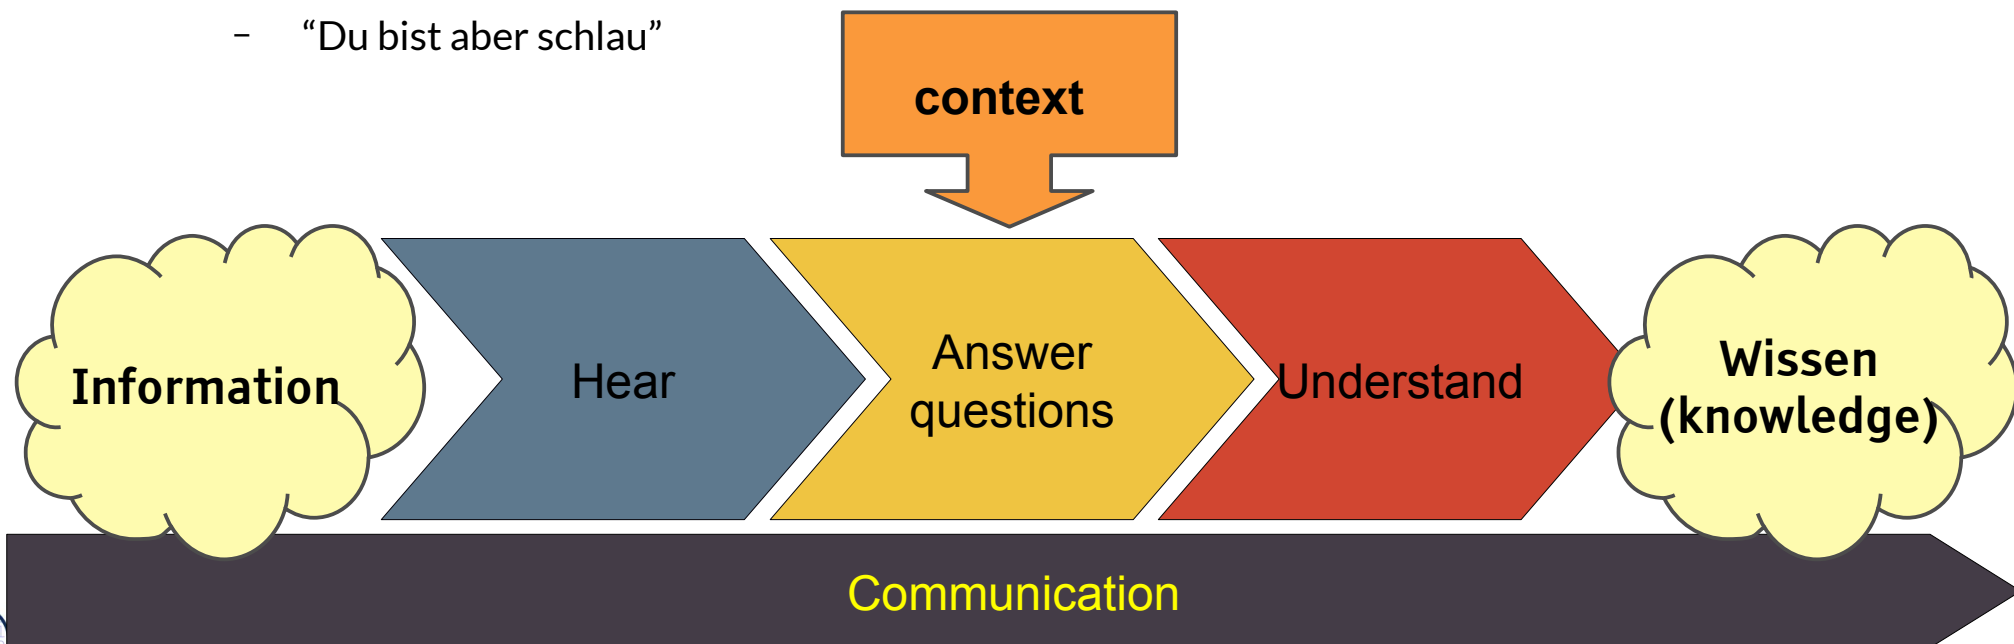 - “Du bist aber schlau”
context
Information
Hear
Answer
questions
Understand
Wissen
(knowledge)
Communication